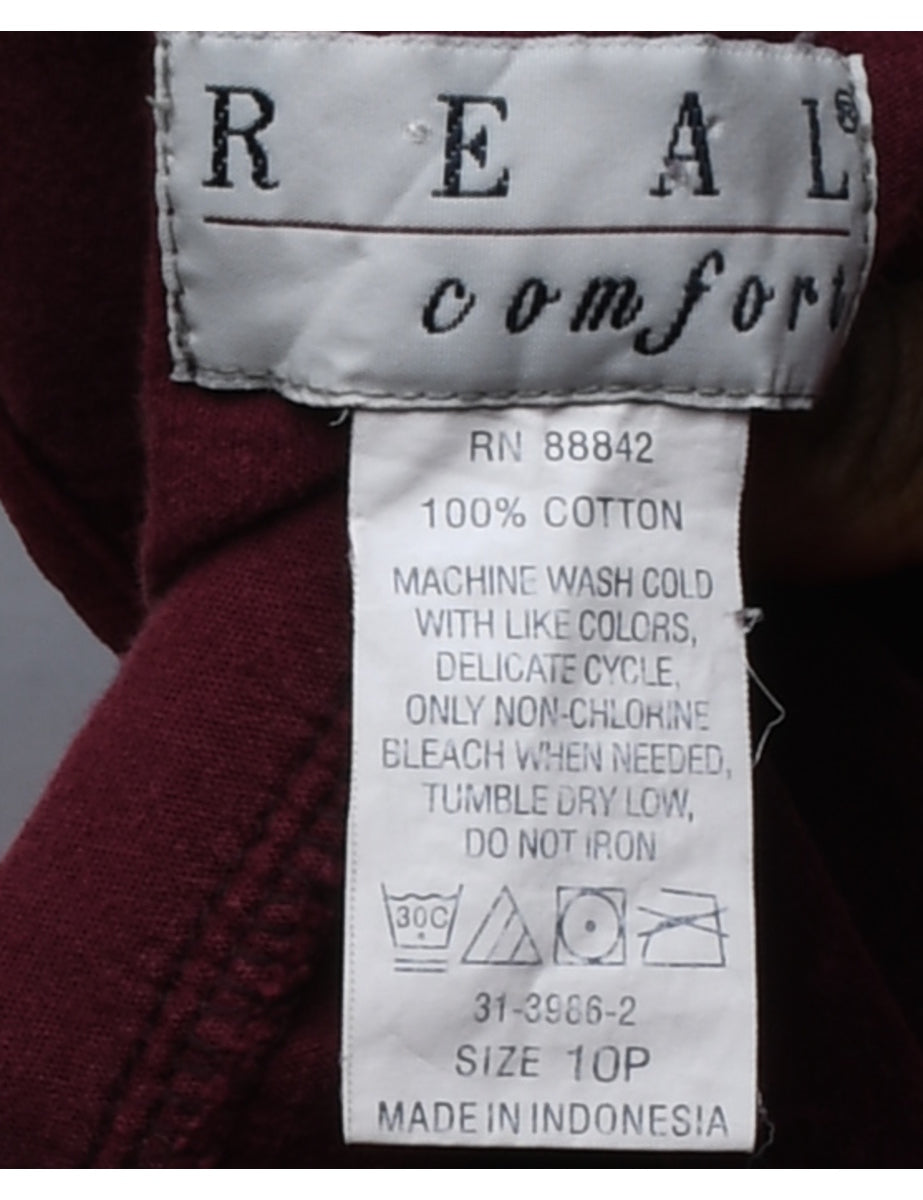 REAL®
comfort
RN 88842
100% COTTON
MACHINE WASH COLD
WITH LIKE COLORS,
DELICATE CYCLE,
ONLY NON-CHLORINE
BLEACH WHEN NEEDED,
TUMBLE DRY LOW,
DO NOT IRON
30C
31-3986-2
SIZE 10P
MADE IN INDONESIA